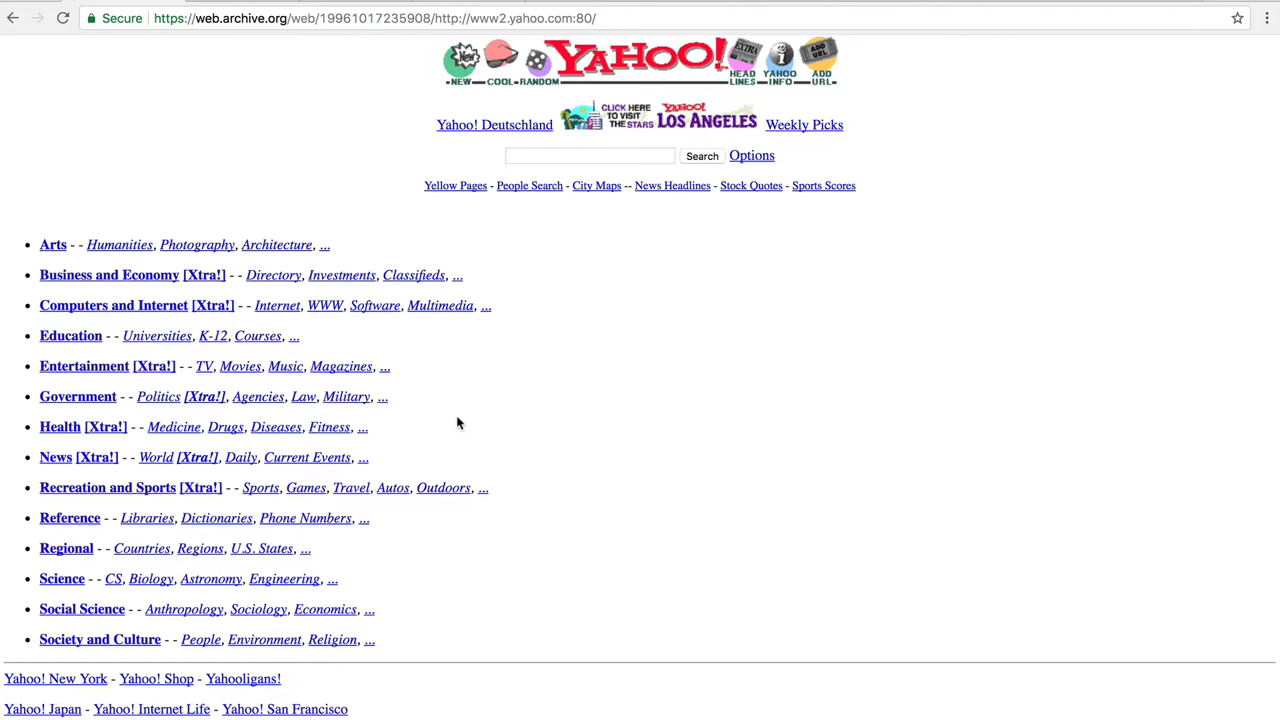 Secure https://web.archive.org/web/19961017235908/http://www2.yahoo.com:80/
New YAHOO! EXTRA i ADD URL
NEW COOL RANDOM HEAD LINES YAHOO INFO ADD URL
Yahoo! Deutschland CLICK HERE TO VISIT THE STARS YAHOO! LOS ANGELES Weekly Picks
Search Options
Yellow Pages - People Search - City Maps -- News Headlines - Stock Quotes - Sports Scores
• Arts - - Humanities, Photography, Architecture, ...
• Business and Economy [Xtra!] - - Directory, Investments, Classifieds, ...
• Computers and Internet [Xtra!] - - Internet, WWW, Software, Multimedia, ...
• Education - - Universities, K-12, Courses, ...
• Entertainment [Xtra!] - - TV, Movies, Music, Magazines, ...
• Government - - Politics [Xtra!], Agencies, Law, Military, ...
• Health [Xtra!] - - Medicine, Drugs, Diseases, Fitness, ...
• News [Xtra!] - - World [Xtra!], Daily, Current Events, ...
• Recreation and Sports [Xtra!] - - Sports, Games, Travel, Autos, Outdoors, ...
• Reference - - Libraries, Dictionaries, Phone Numbers, ...
• Regional - - Countries, Regions, U.S. States, ...
• Science - - CS, Biology, Astronomy, Engineering, ...
• Social Science - - Anthropology, Sociology, Economics, ...
• Society and Culture - - People, Environment, Religion, ...
Yahoo! New York - Yahoo! Shop - Yahooligans!
Yahoo! Japan - Yahoo! Internet Life - Yahoo! San Francisco